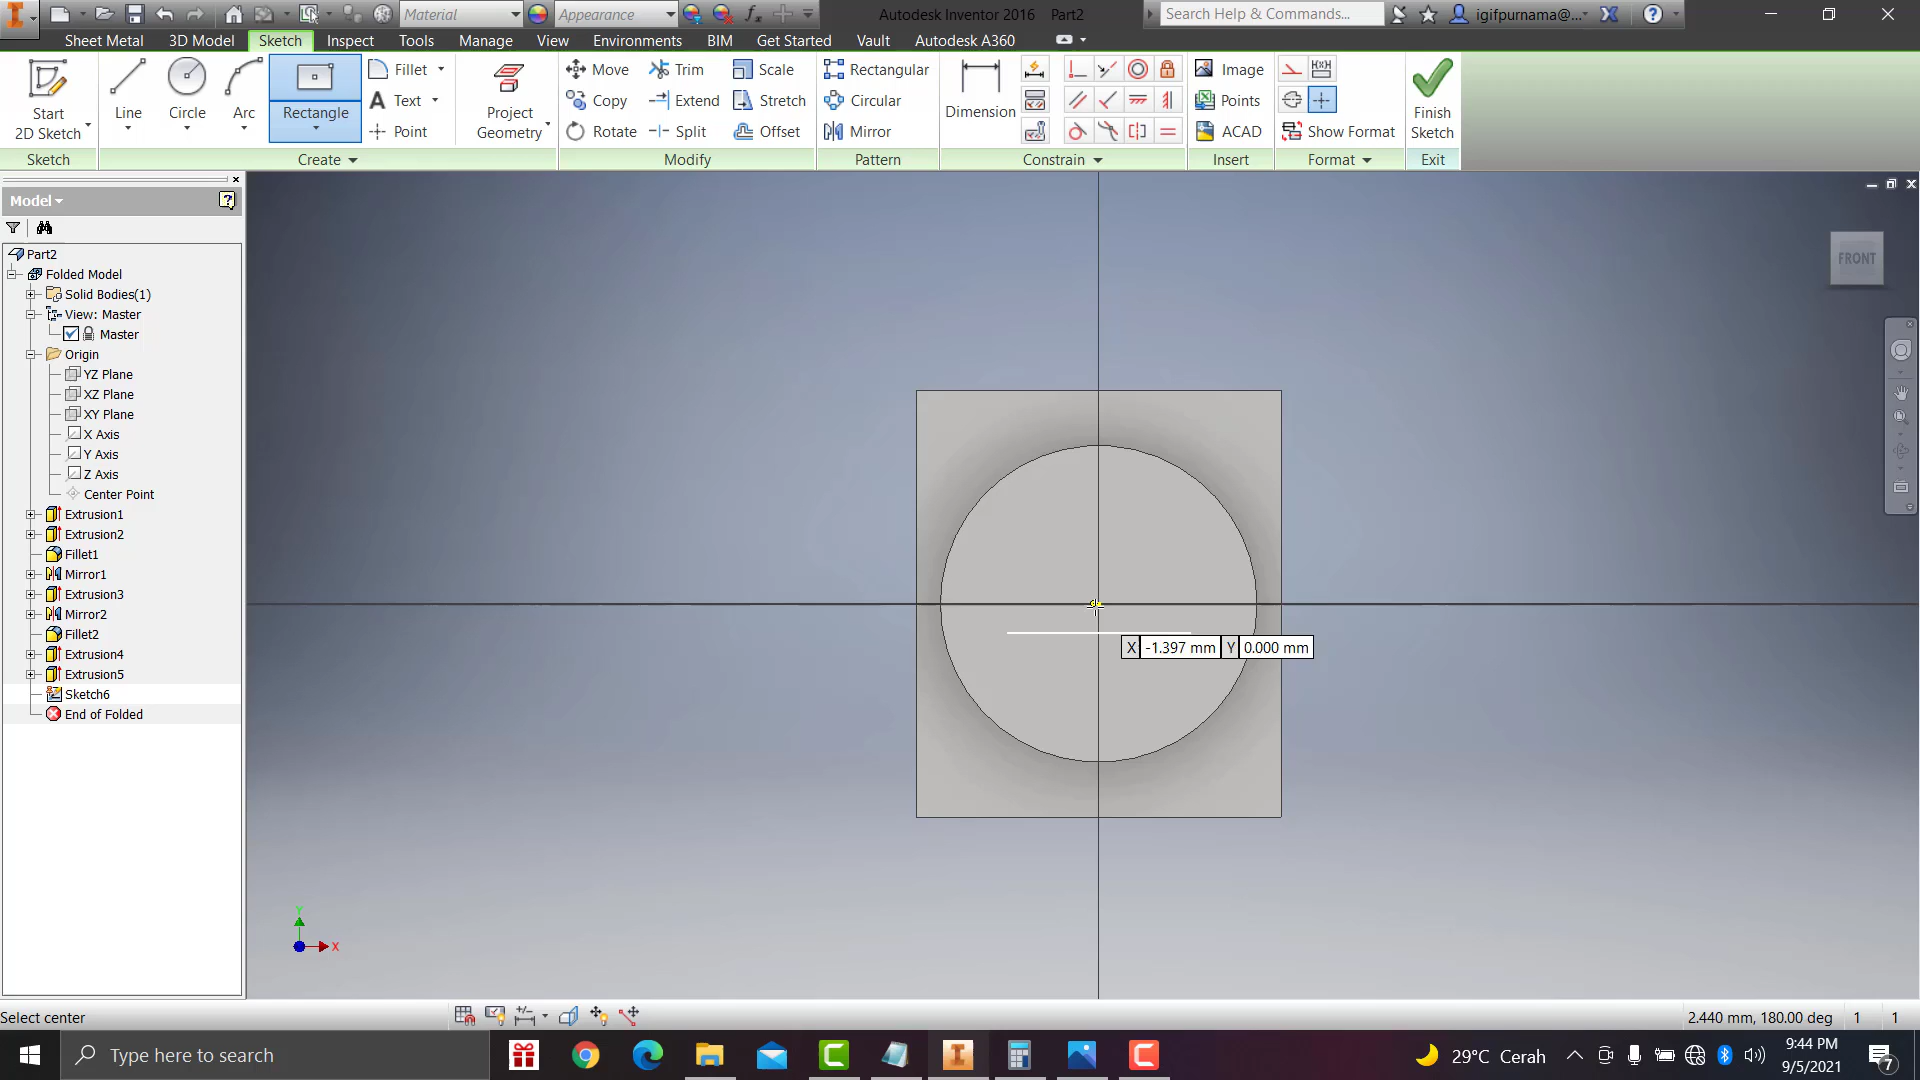 Material
Appearance
Autodesk Inventor 2016 Part2
Search Help & Commands...
igifpurnama@...
Sheet Metal
3D Model
Sketch
Inspect
Tools
Manage
View
Environments
BIM
Get Started
Vault
Autodesk A360
Start
2D Sketch
Line
Circle
Arc
Rectangle
Fillet
Text
Point
Project
Geometry
Move
Copy
Rotate
Trim
Extend
Split
Scale
Stretch
Offset
Rectangular
Circular
Mirror
Dimension
Image
Points
ACAD
Show Format
Finish
Sketch
Sketch
Create
Modify
Pattern
Constrain
Insert
Format
Exit
Model
Part2
Folded Model
Solid Bodies(1)
View: Master
Master
Origin
YZ Plane
XZ Plane
XY Plane
X Axis
Y Axis
Z Axis
Center Point
Extrusion1
Extrusion2
Fillet1
Mirror1
Extrusion3
Mirror2
Fillet2
Extrusion4
Extrusion5
Sketch6
End of Folded
FRONT
X -1.397 mm Y 0.000 mm
Y
X
Select center
2.440 mm, 180.00 deg 1 1
Type here to search
29°C Cerah
9:44 PM
9/5/2021
7